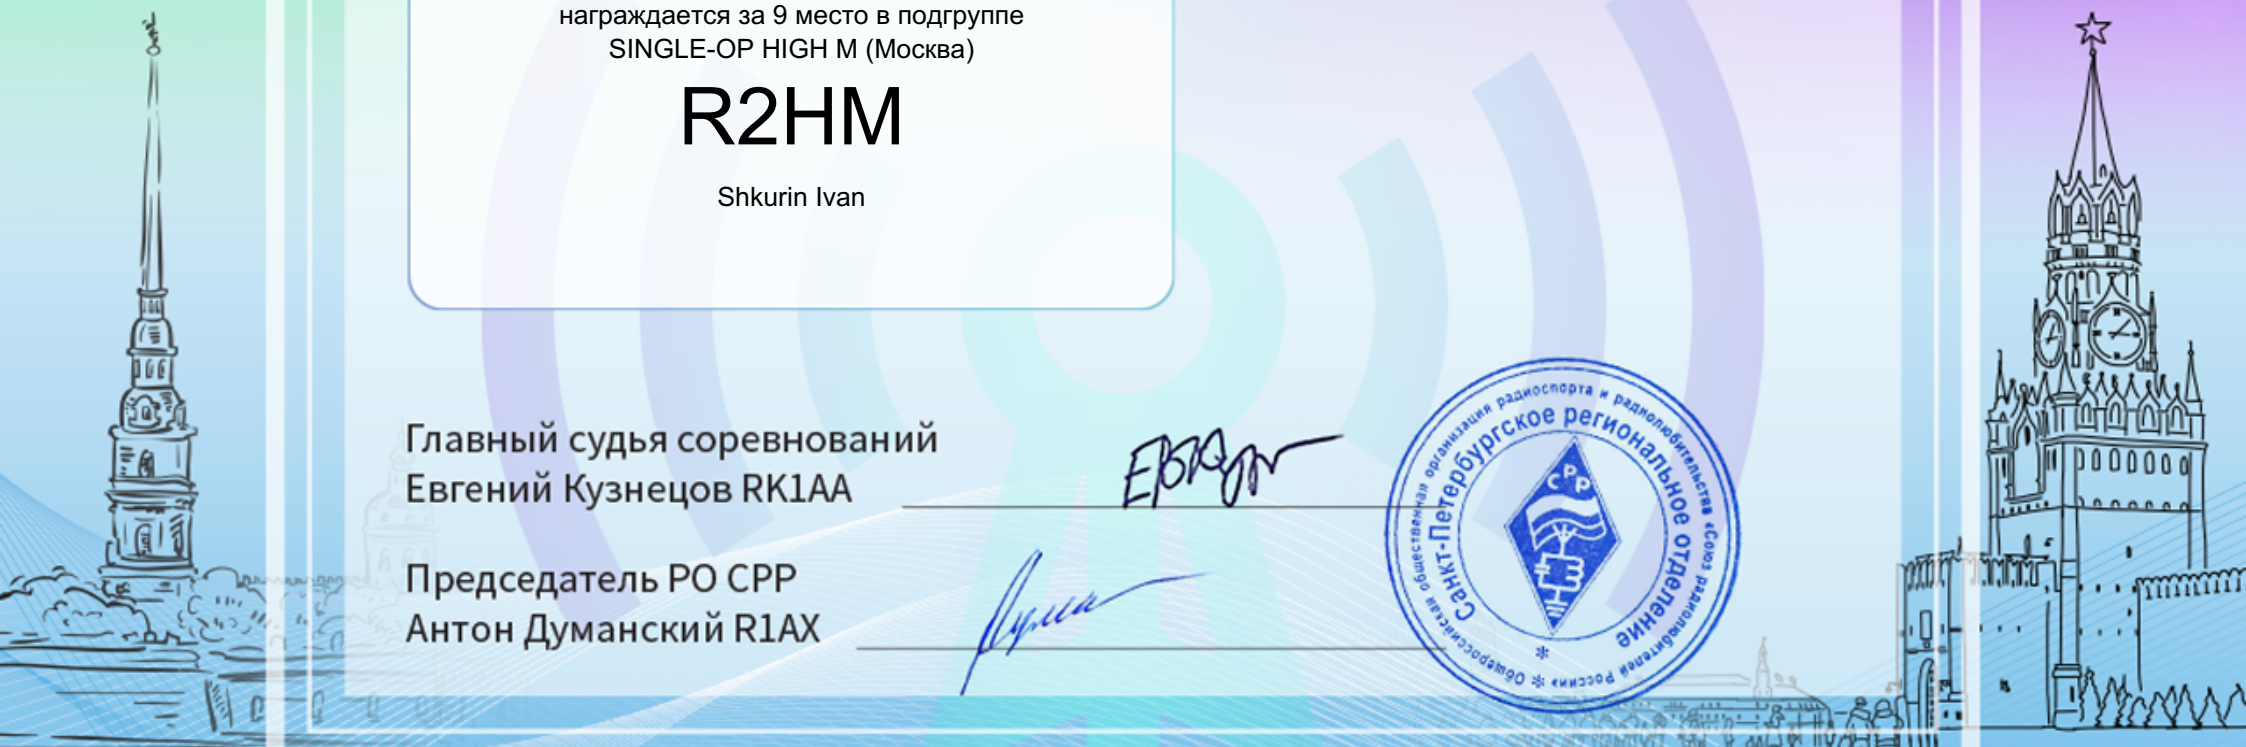 награждается за 9 место в подгруппе
SINGLE-OP HIGH M (Москва)
R2HM
Shkurin Ivan
Главный судья соревнований
Евгений Кузнецов RK1AA
Председатель РО СРР
Антон Думанский R1AX
Общероссийская общественная организация радиоспорта и радиолюбительства «Союз радиолюбителей России»
Санкт-Петербургское региональное отделение
СРР